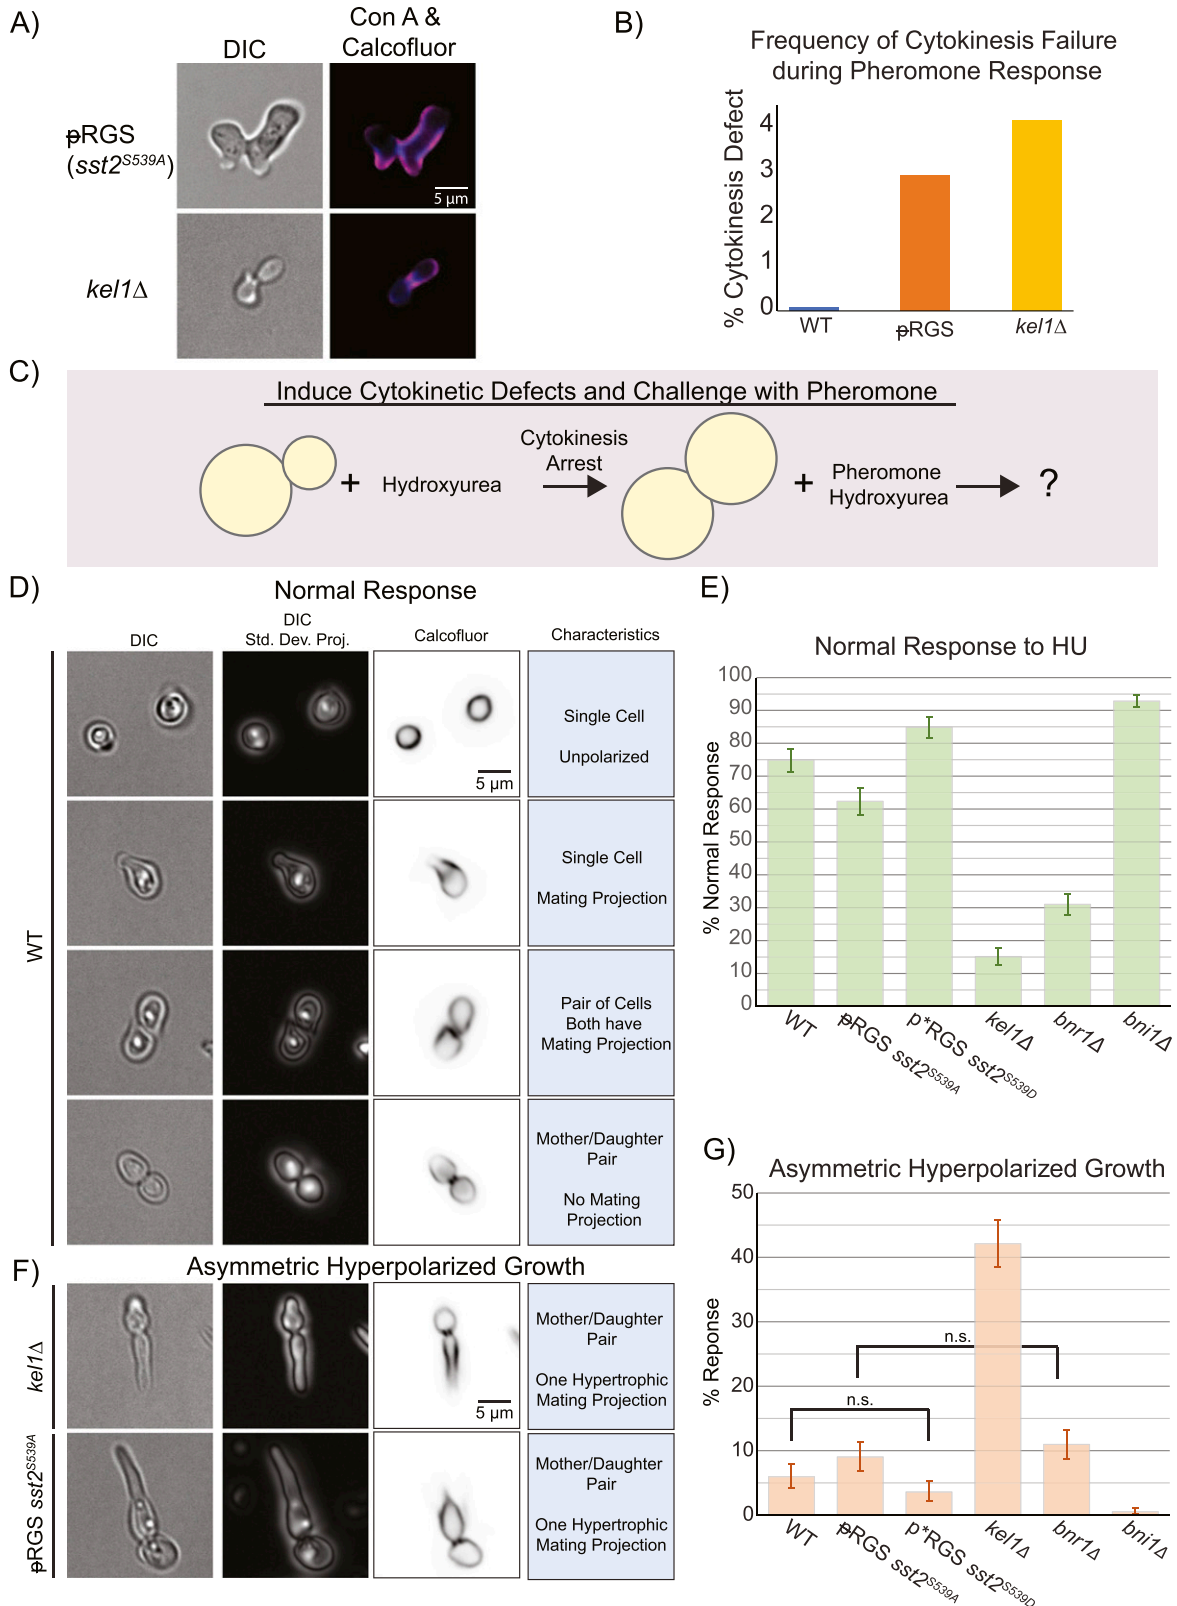 A)
DIC
Con A &
Calcofluor
pRGS
(sst2S539A)
5 µm
kel1Δ
B)
Frequency of Cytokinesis Failure
during Pheromone Response
% Cytokinesis Defect
4
3
2
1
0
WT
pRGS
kel1Δ
C)
Induce Cytokinetic Defects and Challenge with Pheromone
+
Hydroxyurea
Cytokinesis
Arrest
+
Pheromone
Hydroxyurea
?
D)
Normal Response
DIC
DIC
Std. Dev. Proj.
Calcofluor
Characteristics
WT
5 µm
Single Cell
Unpolarized
Single Cell
Mating Projection
Pair of Cells
Both have
Mating Projection
Mother/Daughter
Pair
No Mating
Projection
E)
Normal Response to HU
% Normal Response
100
90
80
70
60
50
40
30
20
10
0
WT
pRGS sst2S539A
p*RGS sst2S539D
kel1Δ
bnr1Δ
bni1Δ
F)
Asymmetric Hyperpolarized Growth
kel1Δ
5 µm
Mother/Daughter
Pair
One Hypertrophic
Mating Projection
pRGS sst2S539A
Mother/Daughter
Pair
One Hypertrophic
Mating Projection
G)
Asymmetric Hyperpolarized Growth
% Reponse
50
40
30
20
10
0
n.s.
n.s.
WT
pRGS sst2S539A
p*RGS sst2S539D
kel1Δ
bnr1Δ
bni1Δ